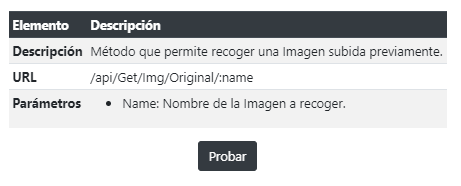 Elemento Descripción
Descripción Método que permite recoger una Imagen subida previamente.
URL /api/Get/Img/Original/:name
Parámetros • Name: Nombre de la Imagen a recoger.
Probar